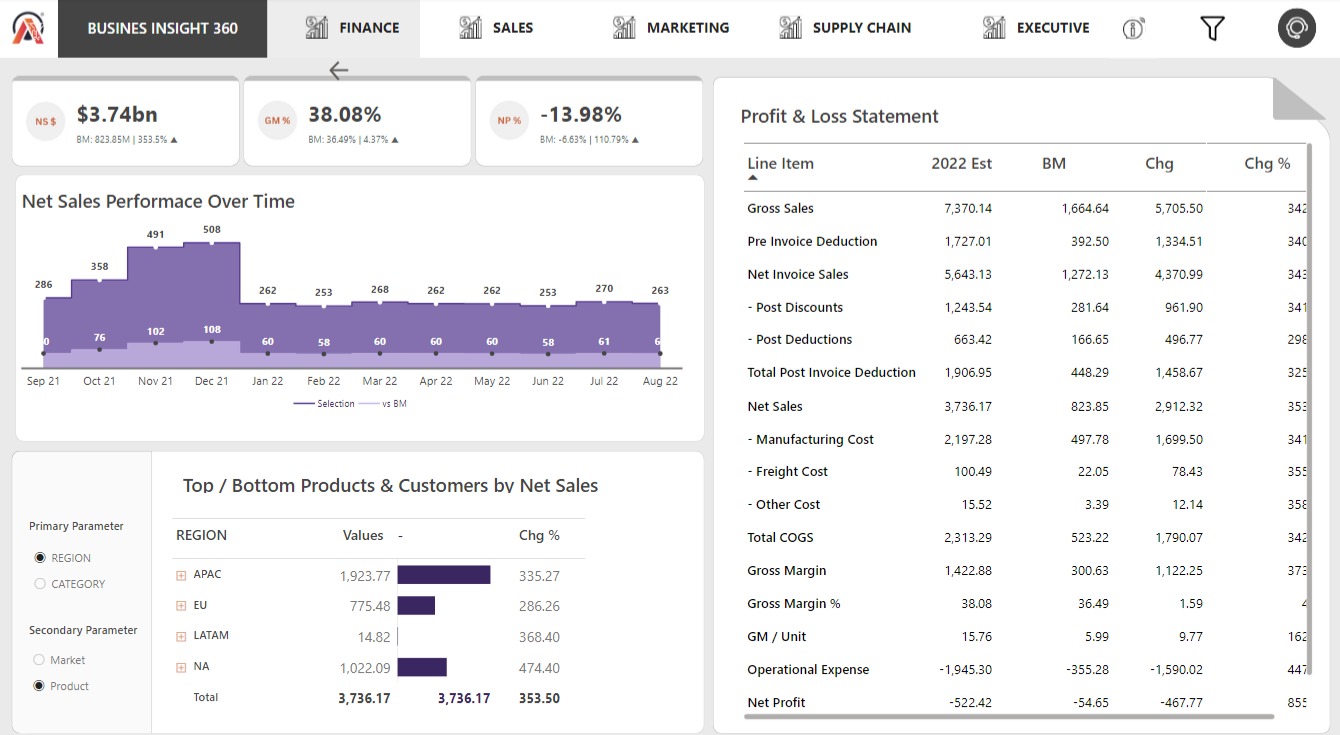 BUSINES INSIGHT 360
FINANCE
SALES
MARKETING
SUPPLY CHAIN
EXECUTIVE
NS $
$3.74bn
BM: 823.85M | 353.5% ▲
GM %
38.08%
BM: 36.49% | 4.37% ▲
NP %
-13.98%
BM: -6.63% | 110.79% ▲
Net Sales Performace Over Time
286 358 491 508 262 253 268 262 262 253 270 263
0 76 102 108 60 58 60 60 60 58 61 6
Sep 21 Oct 21 Nov 21 Dec 21 Jan 22 Feb 22 Mar 22 Apr 22 May 22 Jun 22 Jul 22 Aug 22
Selection vs BM
Primary Parameter
REGION
CATEGORY
Secondary Parameter
Market
Product
Top / Bottom Products & Customers by Net Sales
REGION Values - Chg %
APAC 1,923.77 335.27
EU 775.48 286.26
LATAM 14.82 368.40
NA 1,022.09 474.40
Total 3,736.17 3,736.17 353.50
Profit & Loss Statement
Line Item 2022 Est BM Chg Chg %
Gross Sales 7,370.14 1,664.64 5,705.50 342
Pre Invoice Deduction 1,727.01 392.50 1,334.51 340
Net Invoice Sales 5,643.13 1,272.13 4,370.99 343
- Post Discounts 1,243.54 281.64 961.90 341
- Post Deductions 663.42 166.65 496.77 298
Total Post Invoice Deduction 1,906.95 448.29 1,458.67 325
Net Sales 3,736.17 823.85 2,912.32 353
- Manufacturing Cost 2,197.28 497.78 1,699.50 341
- Freight Cost 100.49 22.05 78.43 355
- Other Cost 15.52 3.39 12.14 358
Total COGS 2,313.29 523.22 1,790.07 342
Gross Margin 1,422.88 300.63 1,122.25 373
Gross Margin % 38.08 36.49 1.59 4
GM / Unit 15.76 5.99 9.77 162
Operational Expense -1,945.30 -355.28 -1,590.02 447
Net Profit -522.42 -54.65 -467.77 855